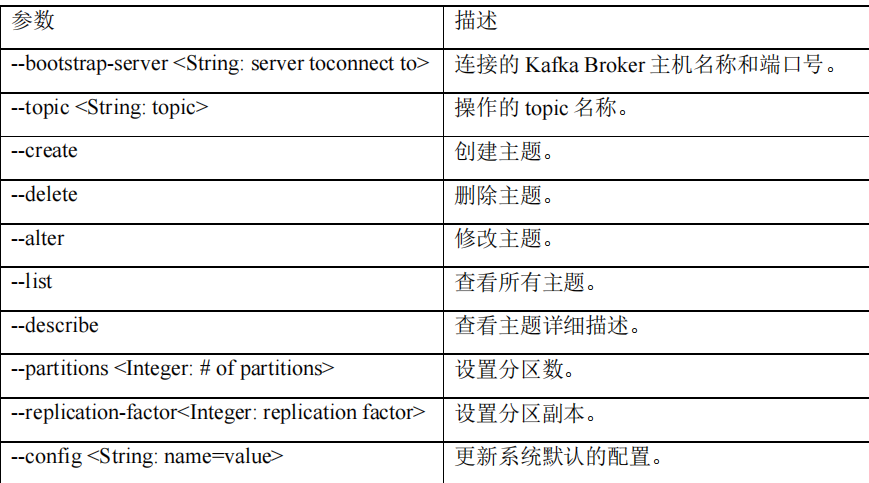 参数 描述
--bootstrap-server <String: server toconnect to> 连接的 Kafka Broker 主机名称和端口号。
--topic <String: topic> 操作的 topic 名称。
--create 创建主题。
--delete 删除主题。
--alter 修改主题。
--list 查看所有主题。
--describe 查看主题详细描述。
--partitions <Integer: # of partitions> 设置分区数。
--replication-factor<Integer: replication factor> 设置分区副本。
--config <String: name=value> 更新系统默认的配置。